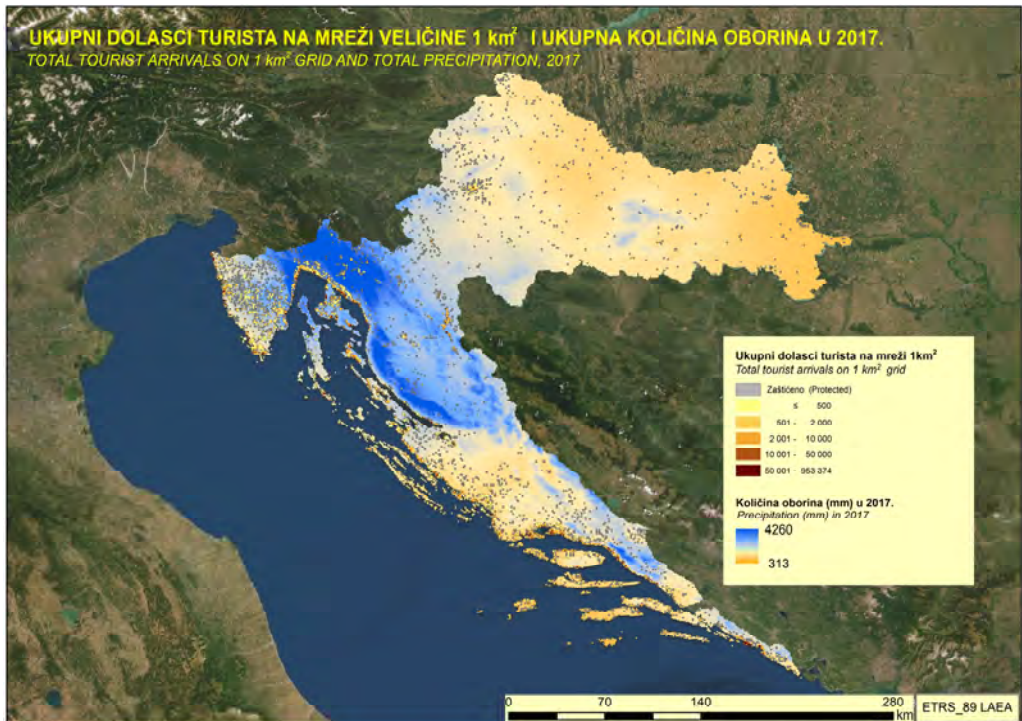 UKUPNI DOLASCI TURISTA NA MREŽI VELIČINE 1 km² I UKUPNA KOLIČINA OBORINA U 2017.
TOTAL TOURIST ARRIVALS ON 1 km² GRID AND TOTAL PRECIPITATION, 2017
Ukupni dolasci turista na mreži 1km²
Total tourist arrivals on 1 km² grid
Zaštićeno (Protected)
≤ 500
501 - 2 000
2 001 - 10 000
10 001 - 50 000
50 001 - 953 374
Količina oborina (mm) u 2017.
Precipitation (mm) in 2017
4260
313
0 70 140 280
km
ETRS_89 LAEA